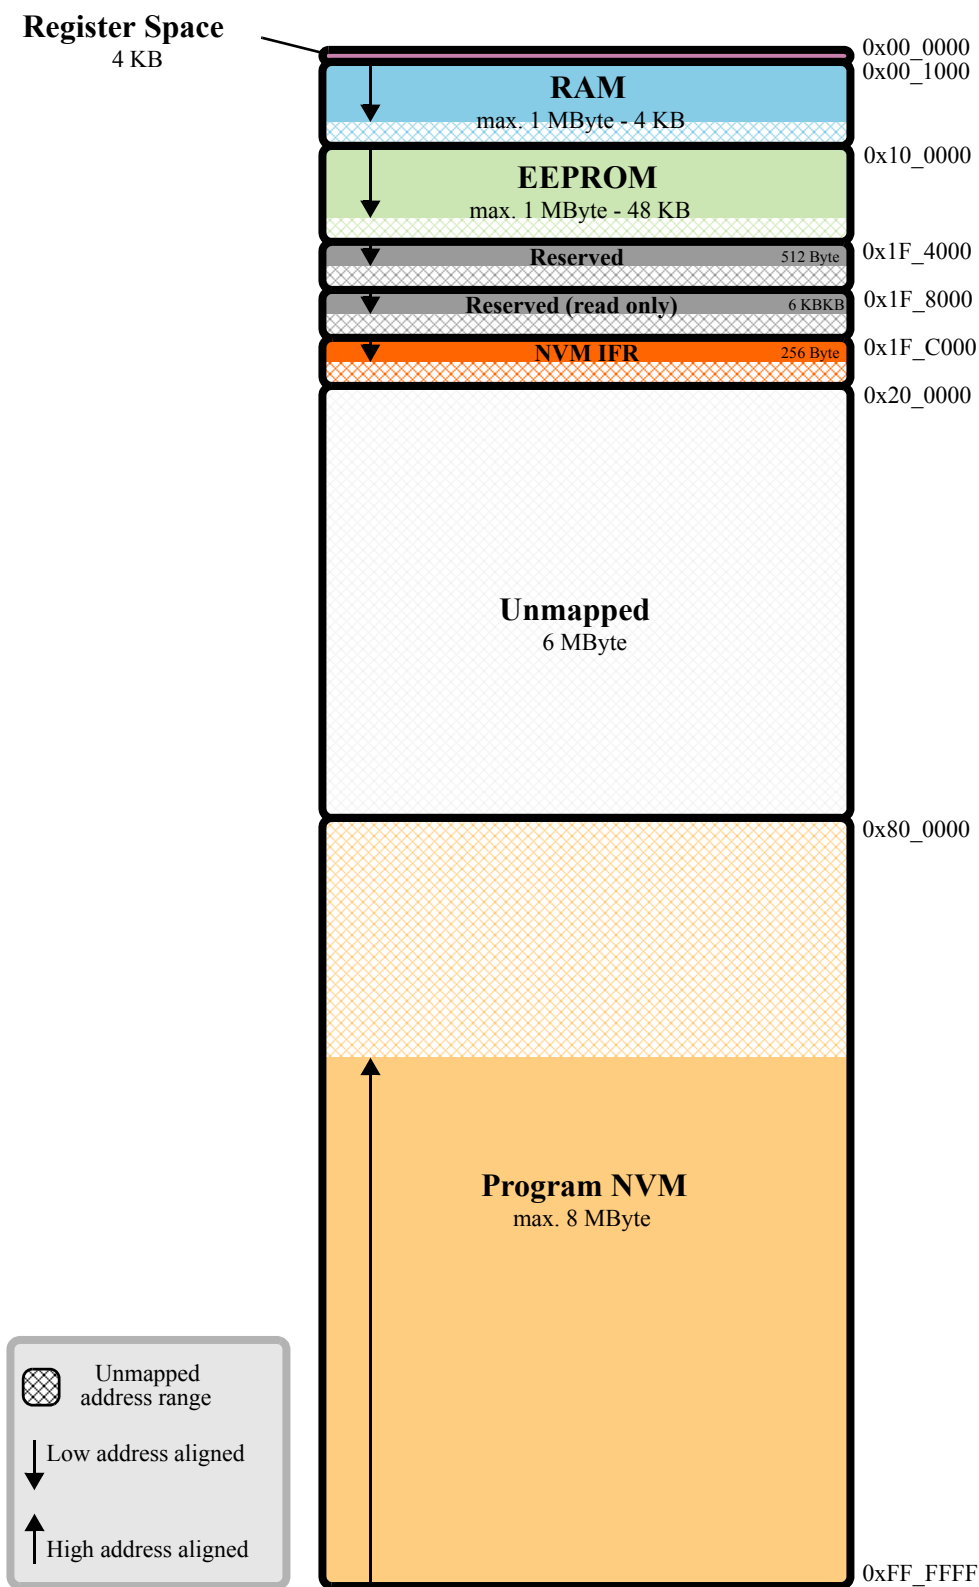 Register Space
4 KB
0x00_0000
0x00_1000
RAM
max. 1 MByte - 4 KB
0x10_0000
EEPROM
max. 1 MByte - 48 KB
0x1F_4000
Reserved
512 Byte
0x1F_8000
Reserved (read only)
6 KBKB
0x1F_C000
NVM IFR
256 Byte
0x20_0000
Unmapped
6 MByte
0x80_0000
Program NVM
max. 8 MByte
Unmapped
address range
Low address aligned
High address aligned
0xFF_FFFF